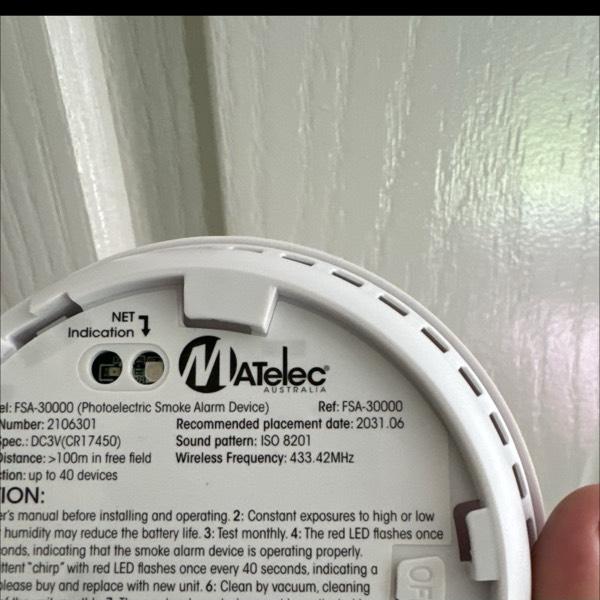 NET
Indication
MATelec
AUSTRALIA
el: FSA-30000 (Photoelectric Smoke Alarm Device) Ref: FSA-30000
Number: 2106301 Recommended placement date: 2031.06
Spec.: DC3V(CR17450) Sound pattern: ISO 8201
Distance: >100m in free field Wireless Frequency: 433.42MHz
ction: up to 40 devices
ION:
er's manual before installing and operating. 2: Constant exposures to high or low
humidity may reduce the battery life. 3: Test monthly. 4: The red LED flashes once
onds, indicating that the smoke alarm device is operating properly.
ittent "chirp" with red LED flashes once every 40 seconds, indicating a
please buy and replace with new unit. 6: Clean by vacuum, cleaning
OF